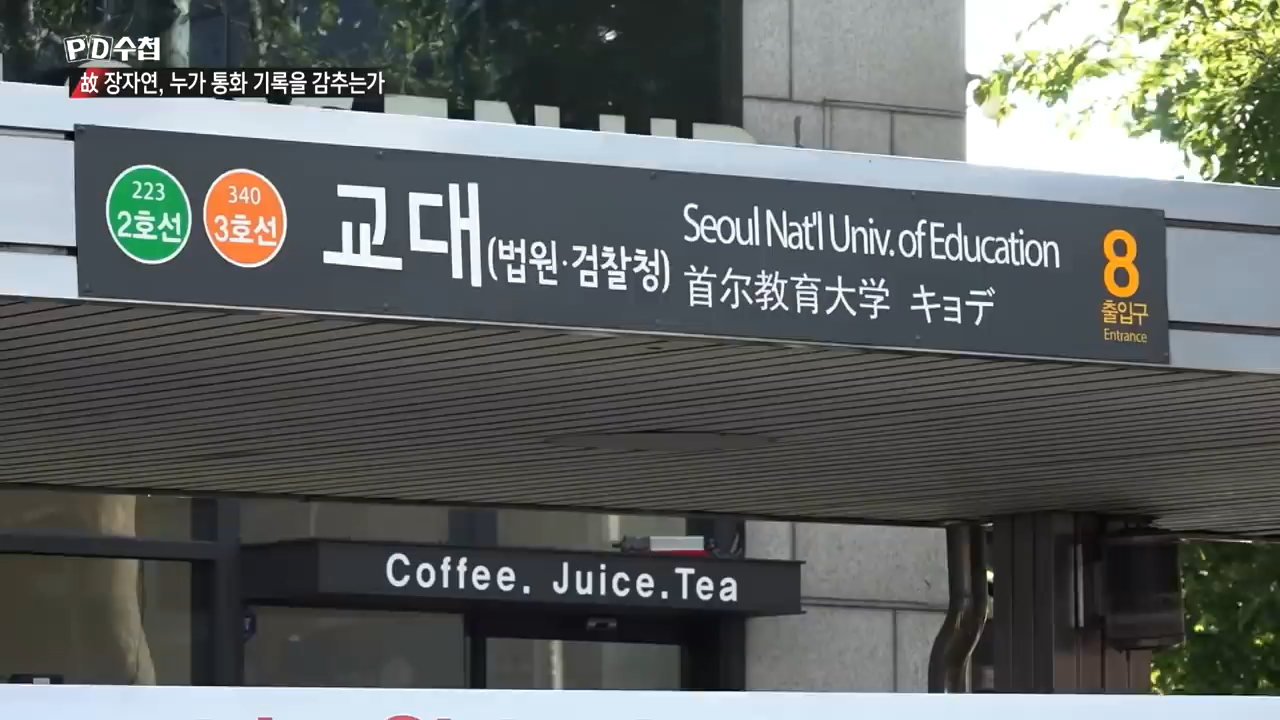 PD수첩
故 장자연, 누가 통화 기록을 감추는가
223
2호선
340
3호선
교대(법원·검찰청)
Seoul Nat'l Univ. of Education
首尔教育大学 キョデ
8
출입구
Entrance
Coffee. Juice.Tea